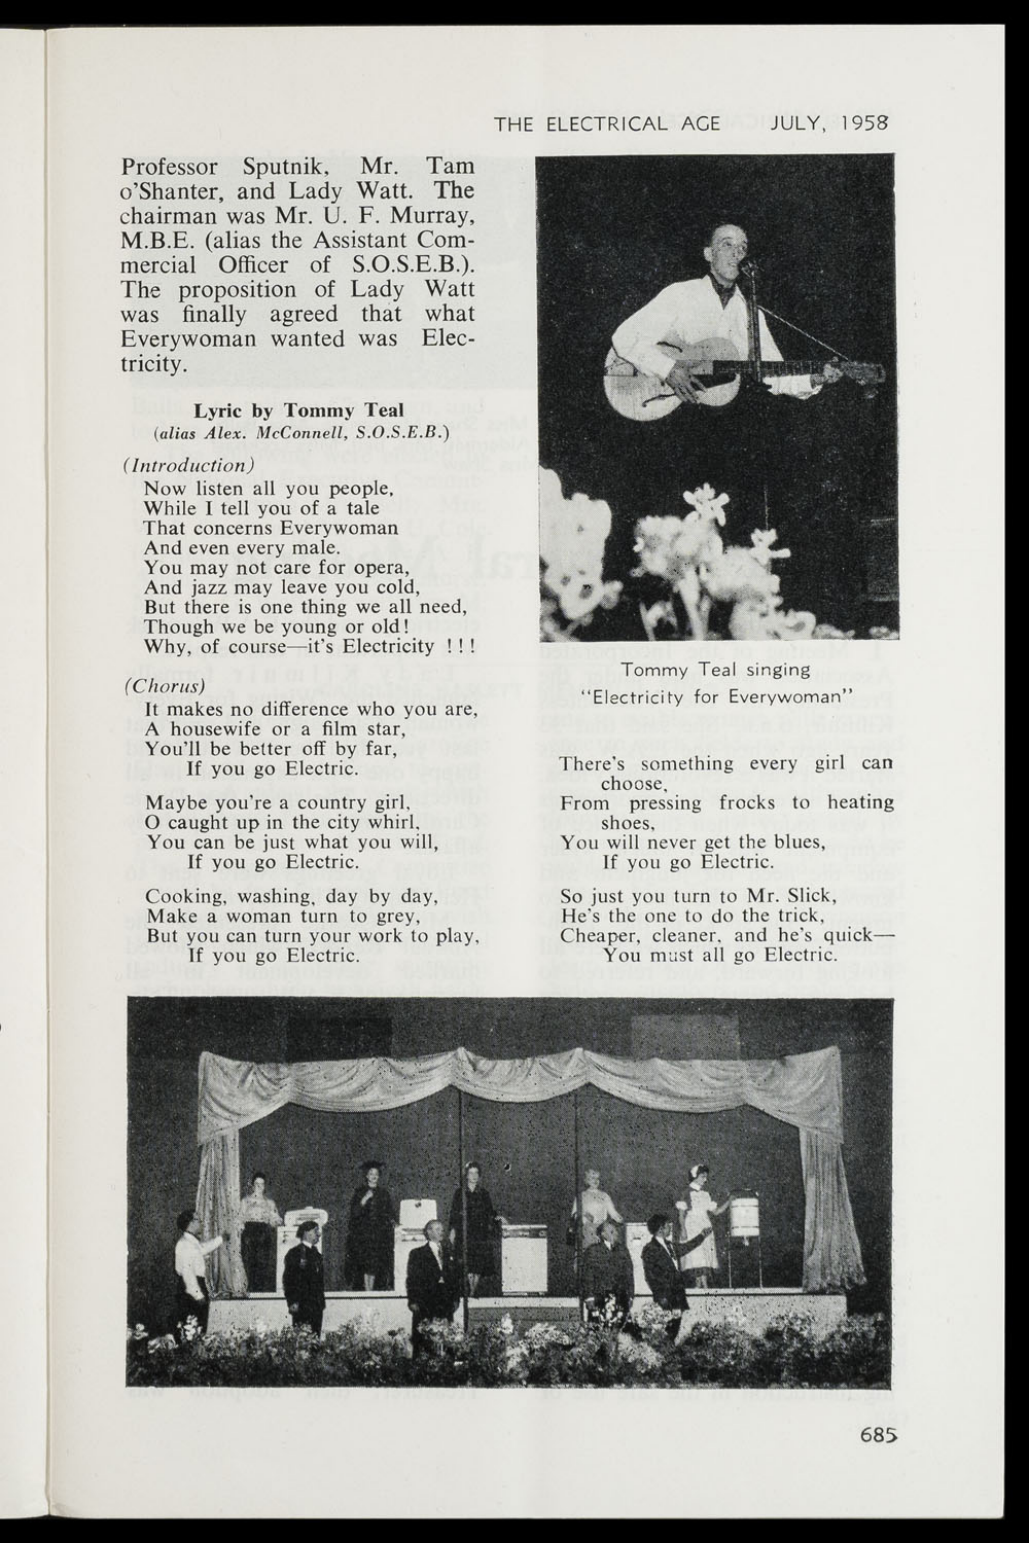 THE ELECTRICAL AGE JULY, 1958
Professor Sputnik, Mr. Tam
o'Shanter, and Lady Watt. The
chairman was Mr. U. F. Murray,
M.B.E. (alias the Assistant Com-
mercial Officer of S.O.S.E.B.).
The proposition of Lady Watt
was finally agreed that what
Everywoman wanted was Elec-
tricity.
Lyric by Tommy Teal
(alias Alex. McConnell, S.O.S.E.B.)
(Introduction)
Now listen all you people,
While I tell you of a tale
That concerns Everywoman
And even every male.
You may not care for opera,
And jazz may leave you cold,
But there is one thing we all need,
Though we be young or old!
Why, of course—it's Electricity ! ! !
(Chorus)
It makes no difference who you are,
A housewife or a film star,
You'll be better off by far,
If you go Electric.
Maybe you're a country girl,
O caught up in the city whirl,
You can be just what you will,
If you go Electric.
Cooking, washing, day by day,
Make a woman turn to grey,
But you can turn your work to play,
If you go Electric.
Tommy Teal singing
"Electricity for Everywoman"
There's something every girl can
choose,
From pressing frocks to heating
shoes,
You will never get the blues,
If you go Electric.
So just you turn to Mr. Slick,
He's the one to do the trick,
Cheaper, cleaner, and he's quick—
You must all go Electric.
685